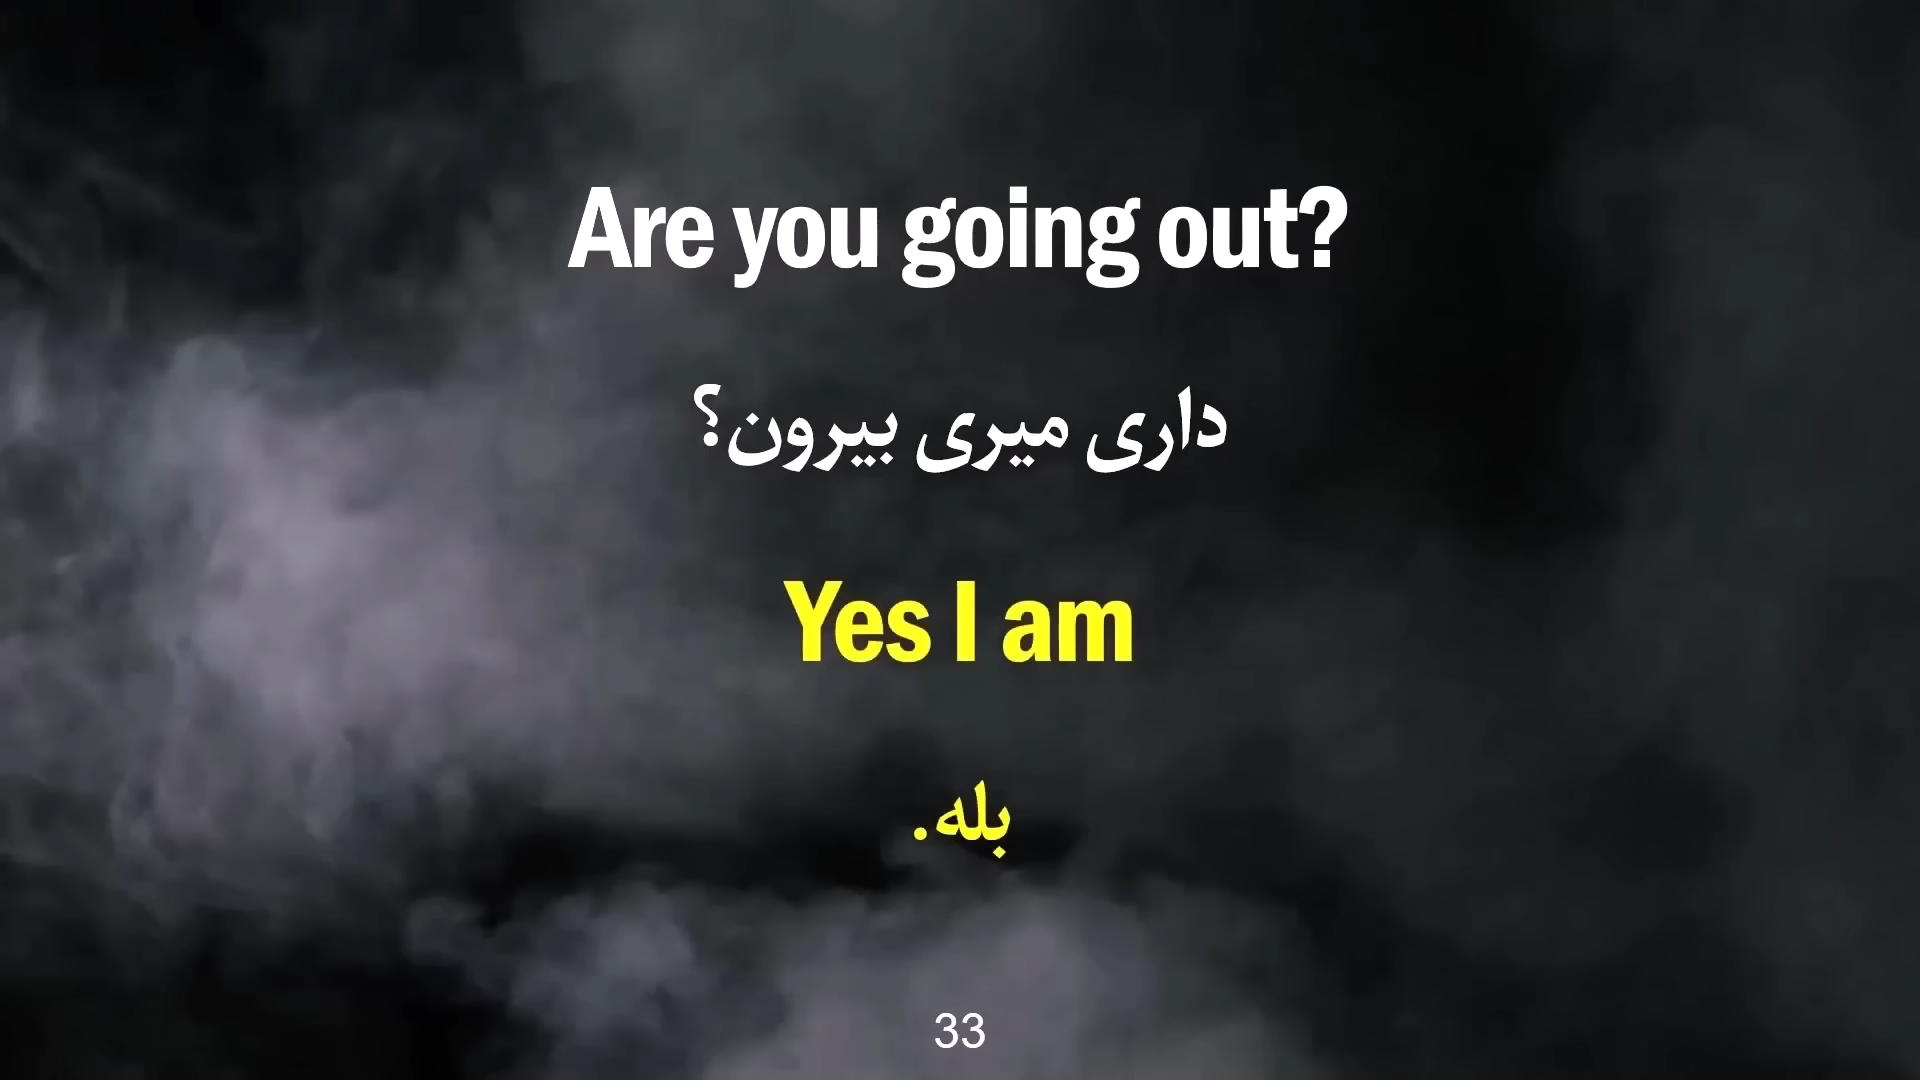 Are you going out?
داری میری بیرون؟
Yes I am
بله.
33